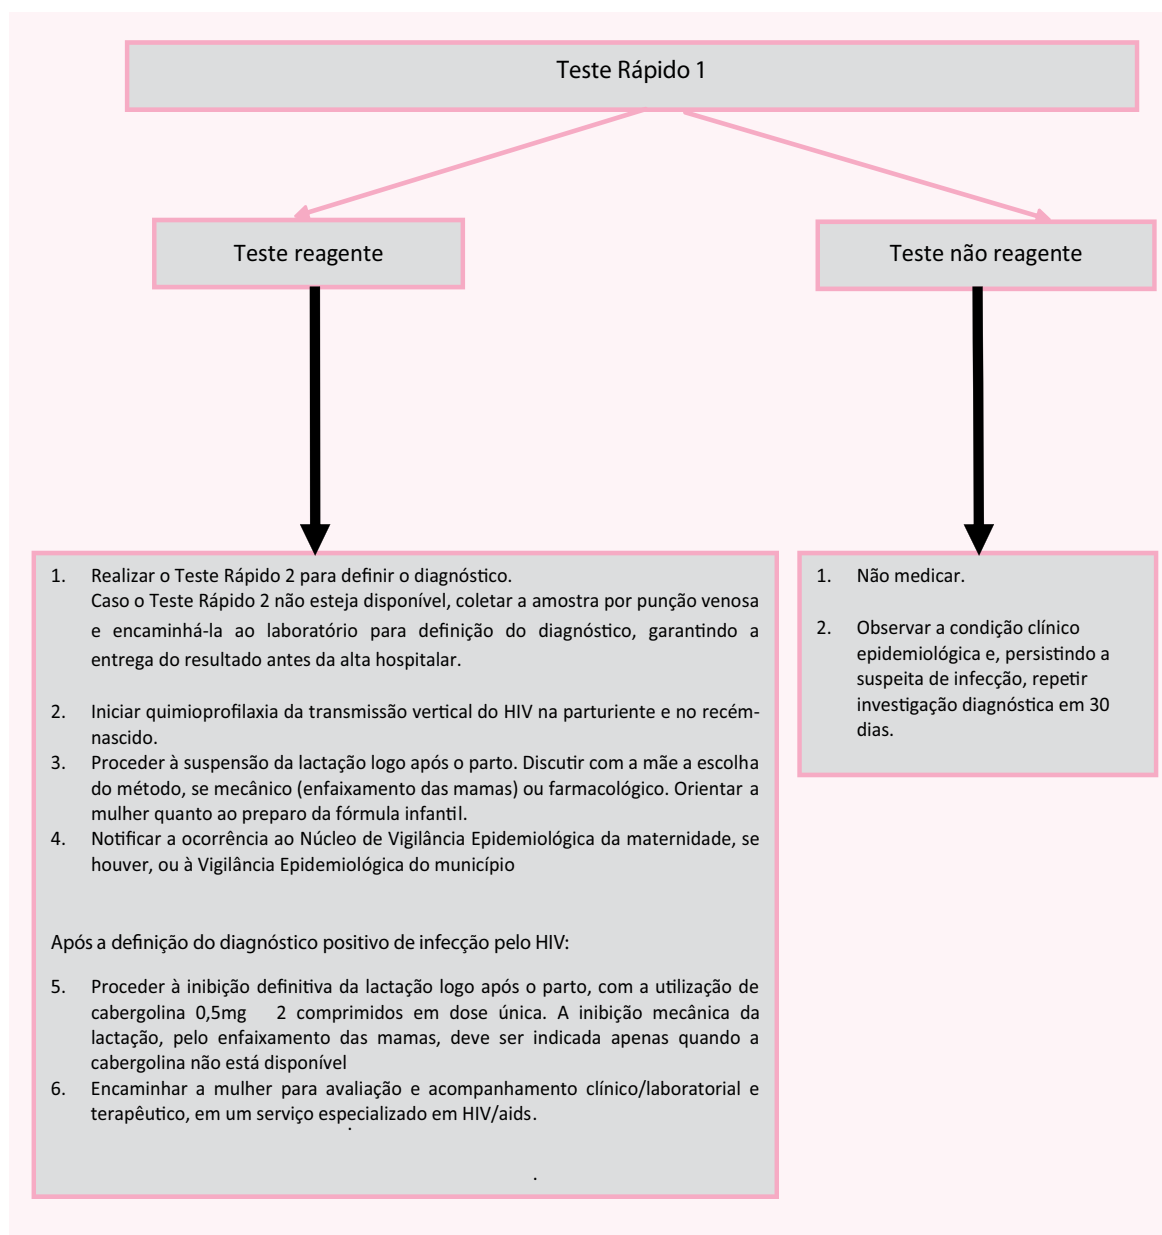 Teste Rápido 1
Teste reagente
Teste não reagente
1. Realizar o Teste Rápido 2 para definir o diagnóstico.
Caso o Teste Rápido 2 não esteja disponível, coletar a amostra por punção venosa
e encaminhá-la ao laboratório para definição do diagnóstico, garantindo a
entrega do resultado antes da alta hospitalar.
2. Iniciar quimioprofilaxia da transmissão vertical do HIV na parturiente e no recém-
nascido.
3. Proceder à suspensão da lactação logo após o parto. Discutir com a mãe a escolha
do método, se mecânico (enfaixamento das mamas) ou farmacológico. Orientar a
mulher quanto ao preparo da fórmula infantil.
4. Notificar a ocorrência ao Núcleo de Vigilância Epidemiológica da maternidade, se
houver, ou à Vigilância Epidemiológica do município
Após a definição do diagnóstico positivo de infecção pelo HIV:
5. Proceder à inibição definitiva da lactação logo após o parto, com a utilização de
cabergolina 0,5mg 2 comprimidos em dose única. A inibição mecânica da
lactação, pelo enfaixamento das mamas, deve ser indicada apenas quando a
cabergolina não está disponível
6. Encaminhar a mulher para avaliação e acompanhamento clínico/laboratorial e
terapêutico, em um serviço especializado em HIV/aids.
.
.
1. Não medicar.
2. Observar a condição clínico
epidemiológica e, persistindo a
suspeita de infecção, repetir
investigação diagnóstica em 30
dias.